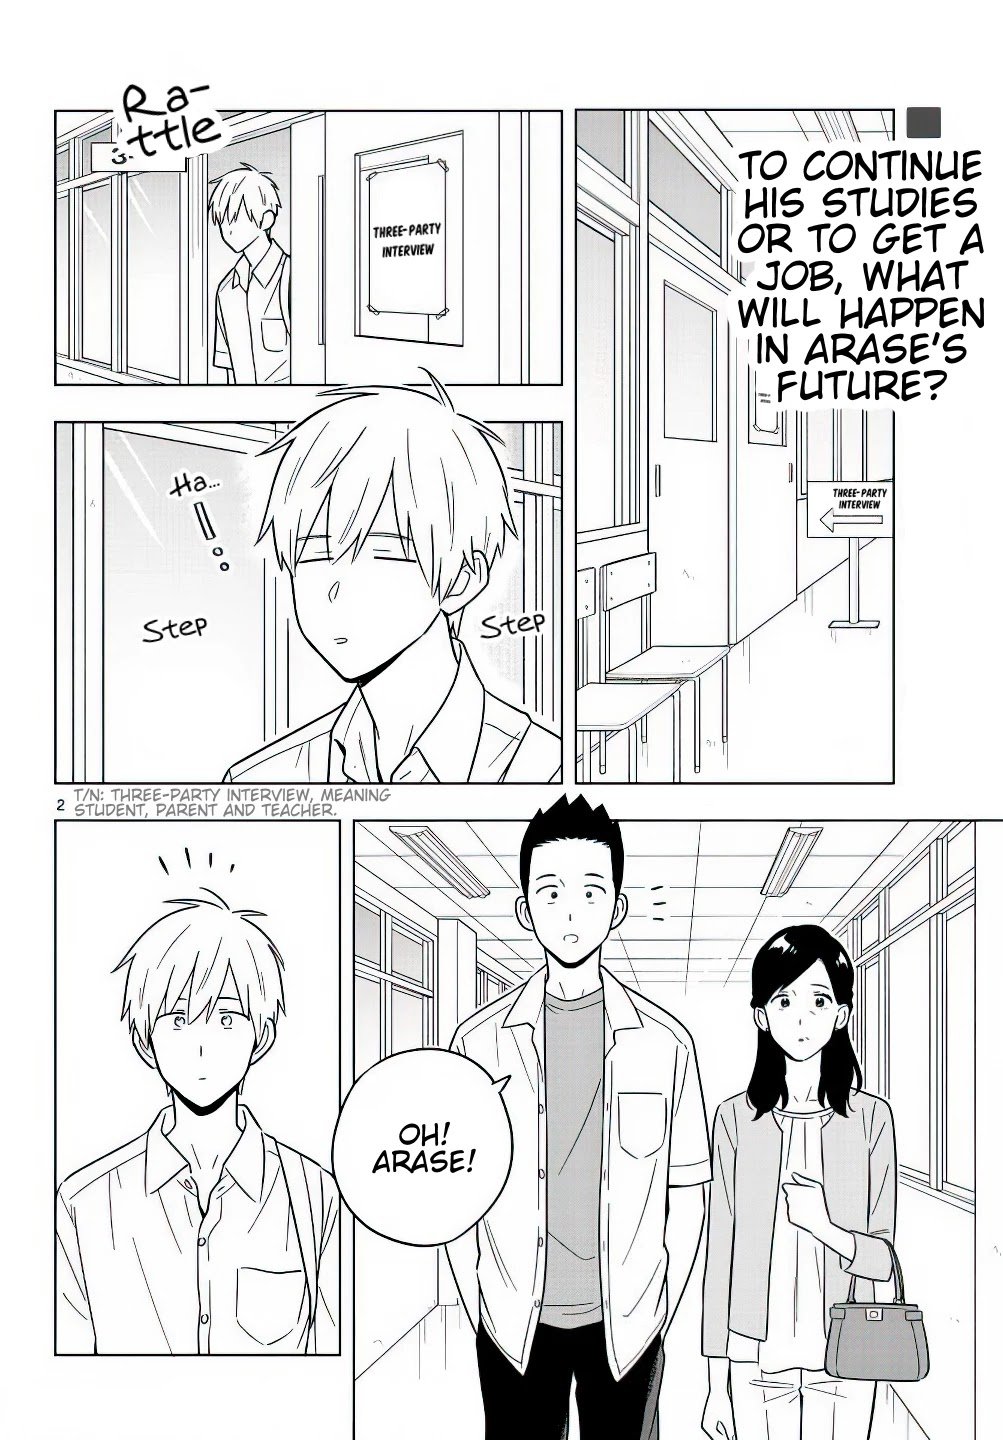 TO CONTINUE
HIS STUDIES
OR TO GET A
JOB, WHAT
WILL HAPPEN
IN ARASE'S
FUTURE?
THREE-PARTY
INTERVIEW
Ra-
ttle
THREE-PARTY
INTERVIEW
Ha...
Step
Step
2
T/N: THREE-PARTY INTERVIEW, MEANING
STUDENT, PARENT AND TEACHER.
OH!
ARASE!